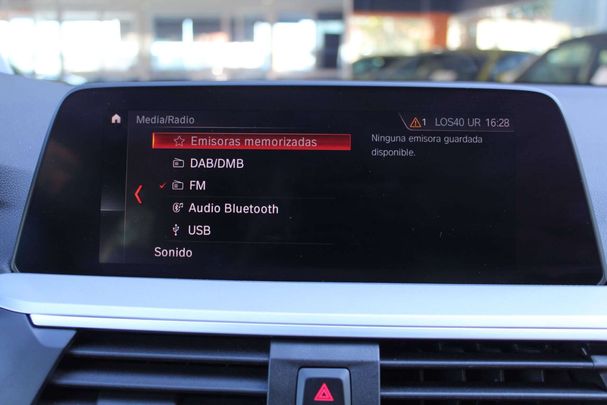 Media/Radio
1 LOS40 UR 16:28
Emisoras memorizadas
Ninguna emisora guardada
disponible.
DAB/DMB
FM
Audio Bluetooth
USB
Sonido